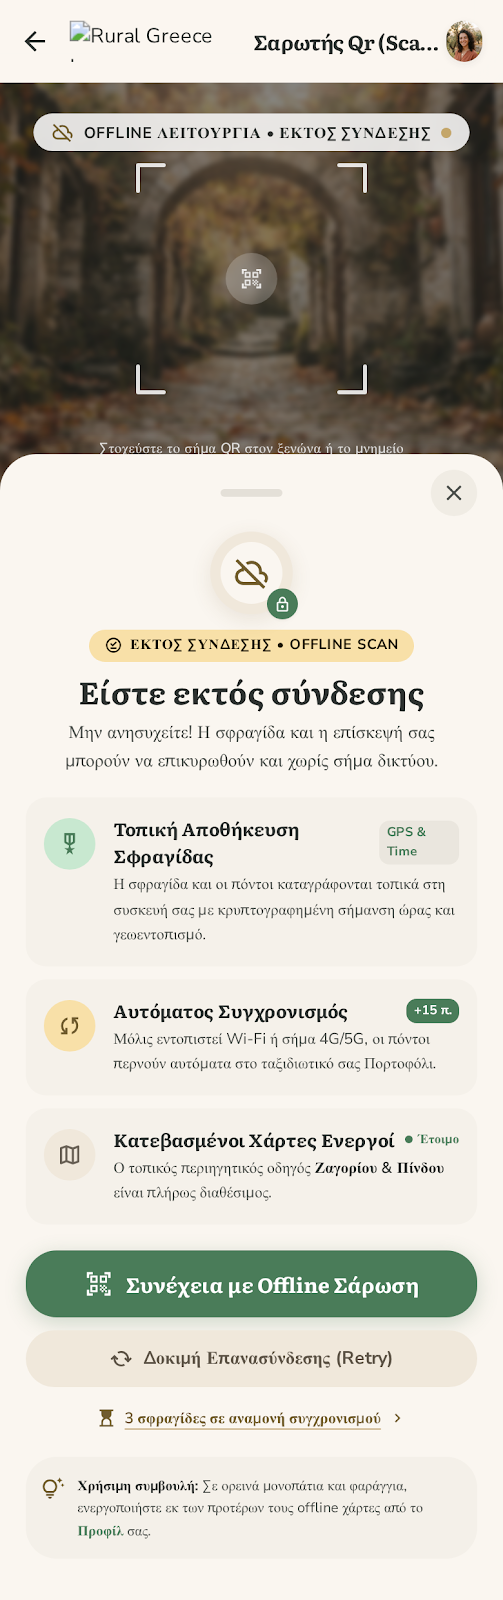 Rural Greece
Σαρωτής Qr (Sca...
OFFLINE ΛΕΙΤΟΥΡΓΙΑ • ΕΚΤΟΣ ΣΥΝΔΕΣΗΣ
Στοχεύστε το σήμα QR στον ξενώνα ή το μνημείο
ΕΚΤΟΣ ΣΥΝΔΕΣΗΣ • OFFLINE SCAN
Είστε εκτός σύνδεσης
Μην ανησυχείτε! Η σφραγίδα και η επίσκεψή σας
μπορούν να επικυρωθούν και χωρίς σήμα δικτύου.
Τοπική Αποθήκευση
Σφραγίδας
GPS &
Time
Η σφραγίδα και οι πόντοι καταγράφονται τοπικά στη
συσκευή σας με κρυπτογραφημένη σήμανση ώρας και
γεωεντοπισμό.
Αυτόματος Συγχρονισμός
+15 π.
Μόλις εντοπιστεί Wi-Fi ή σήμα 4G/5G, οι πόντοι
περνούν αυτόματα στο ταξιδιωτικό σας Πορτοφόλι.
Κατεβασμένοι Χάρτες Ενεργοί
Έτοιμο
Ο τοπικός περιηγητικός οδηγός Ζαγορίου & Πίνδου
είναι πλήρως διαθέσιμος.
Συνέχεια με Offline Σάρωση
Δοκιμή Επανασύνδεσης (Retry)
3 σφραγίδες σε αναμονή συγχρονισμού
Χρήσιμη συμβουλή: Σε ορεινά μονοπάτια και φαράγγια,
ενεργοποιήστε εκ των προτέρων τους offline χάρτες από το
Προφίλ σας.